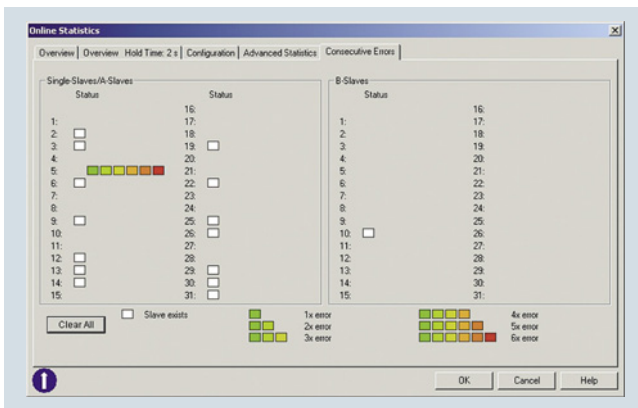 Online Statistics
Overview Overview Hold Time: 2 s Configuration Advanced Statistics Consecutive Errors
Single-Slaves/A-Slaves
Status Status
16:
1: 17:
2: 18:
3: 19:
4: 20:
5: 21:
6: 22:
7: 23:
8: 24:
9: 25:
10: 26:
11: 27:
12: 28:
13: 29:
14: 30:
15: 31:
B-Slaves
Status
16:
1: 17:
2: 18:
3: 19:
4: 20:
5: 21:
6: 22:
7: 23:
8: 24:
9: 25:
10: 26:
11: 27:
12: 28:
13: 29:
14: 30:
15: 31:
Clear All
Slave exists
1x error
2x error
3x error
4x error
5x error
6x error
OK Cancel Help